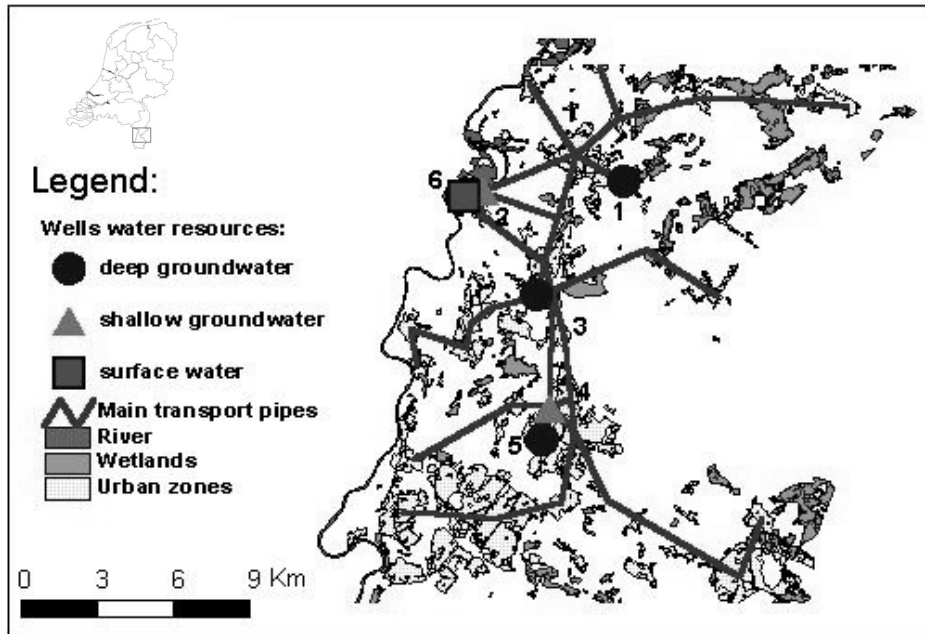 Legend:
Wells water resources:
deep groundwater
shallow groundwater
surface water
Main transport pipes
River
Wetlands
Urban zones
0 3 6 9 Km
6
2
1
3
4
5